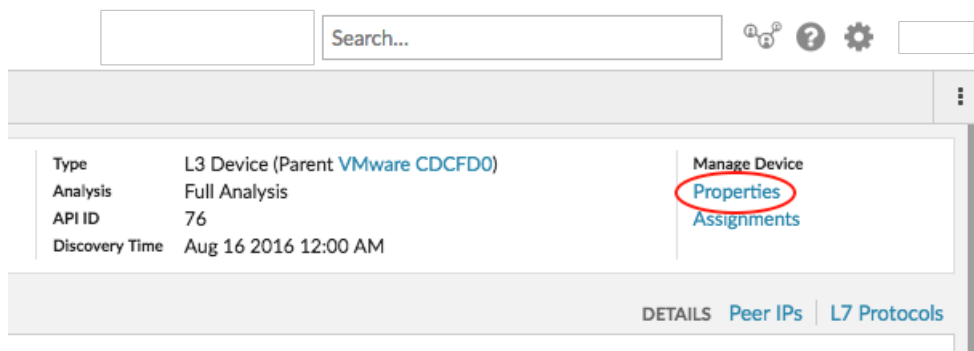 Search...
Type L3 Device (Parent VMware CDCFD0) Manage Device
Analysis Full Analysis Properties
API ID 76 Assignments
Discovery Time Aug 16 2016 12:00 AM
DETAILS Peer IPs L7 Protocols